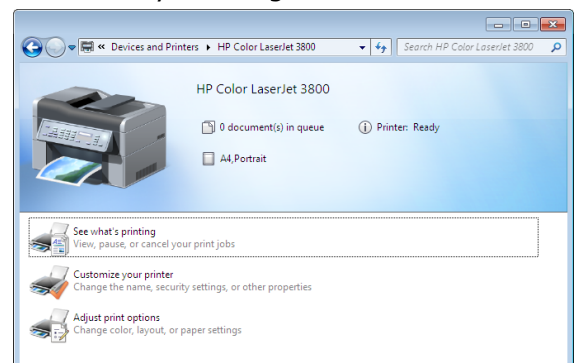 « Devices and Printers ▸ HP Color LaserJet 3800
Search HP Color LaserJet 3800
HP Color LaserJet 3800
0 document(s) in queue
Printer: Ready
A4,Portrait
See what's printing
View, pause, or cancel your print jobs
Customize your printer
Change the name, security settings, or other properties
Adjust print options
Change color, layout, or paper settings